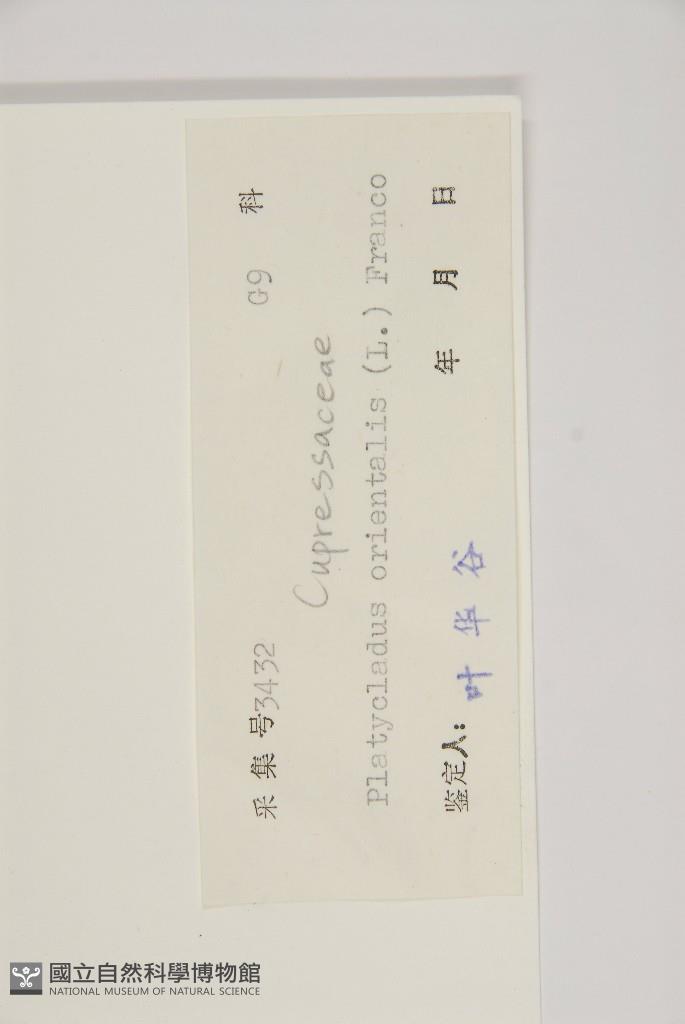 采集号3432 G9 科
Cupressaceae
Platycladus orientalis (L.) Franco
鉴定人: 叶华谷 年 月 日
國立自然科學博物館
NATIONAL MUSEUM OF NATURAL SCIENCE